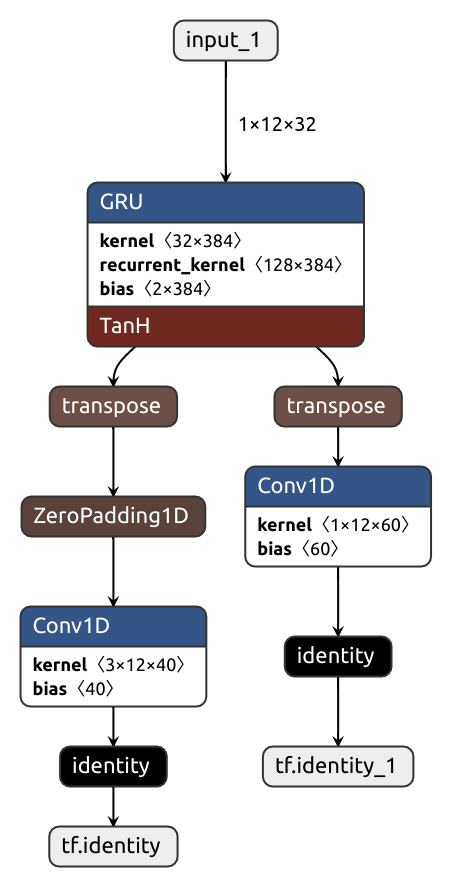 input_1
1×12×32
GRU
kernel〈32×384〉
recurrent_kernel〈128×384〉
bias〈2×384〉
TanH
transpose
transpose
ZeroPadding1D
Conv1D
kernel〈1×12×60〉
bias〈60〉
Conv1D
kernel〈3×12×40〉
bias〈40〉
identity
identity
tf.identity_1
tf.identity